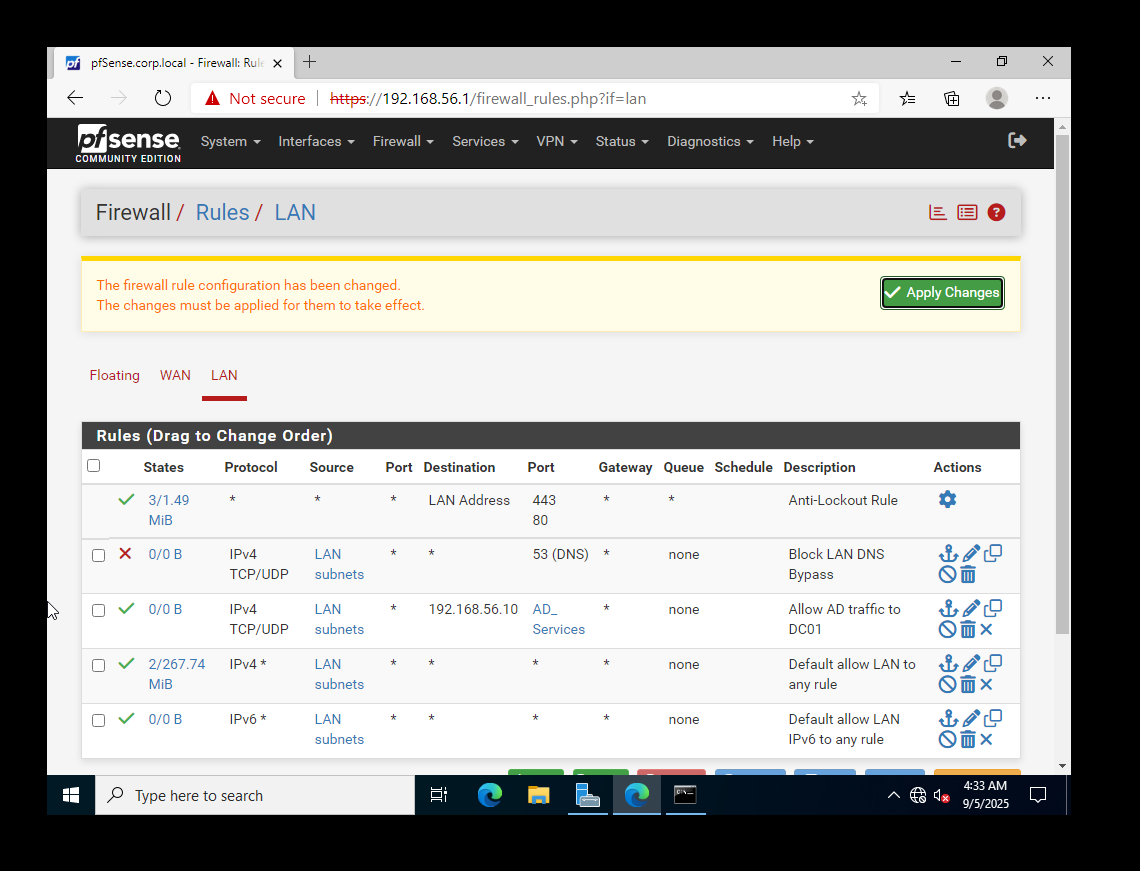 pfSense.corp.local - Firewall: Rule
Not secure | https://192.168.56.1/firewall_rules.php?if=lan
pfsense
COMMUNITY EDITION
System Interfaces Firewall Services VPN Status Diagnostics Help
Firewall / Rules / LAN
The firewall rule configuration has been changed.
The changes must be applied for them to take effect.
Apply Changes
Floating WAN LAN
Rules (Drag to Change Order)
States Protocol Source Port Destination Port Gateway Queue Schedule Description Actions
3/1.49 * * * LAN Address 443 * * Anti-Lockout Rule
MiB 80
0/0 B IPv4 LAN * * 53 (DNS) * none Block LAN DNS
TCP/UDP subnets Bypass
0/0 B IPv4 LAN * 192.168.56.10 AD_ * none Allow AD traffic to
TCP/UDP subnets Services DC01
2/267.74 IPv4 * LAN * * * * none Default allow LAN to
MiB subnets any rule
0/0 B IPv6 * LAN * * * * none Default allow LAN
subnets IPv6 to any rule
Type here to search
4:33 AM
9/5/2025